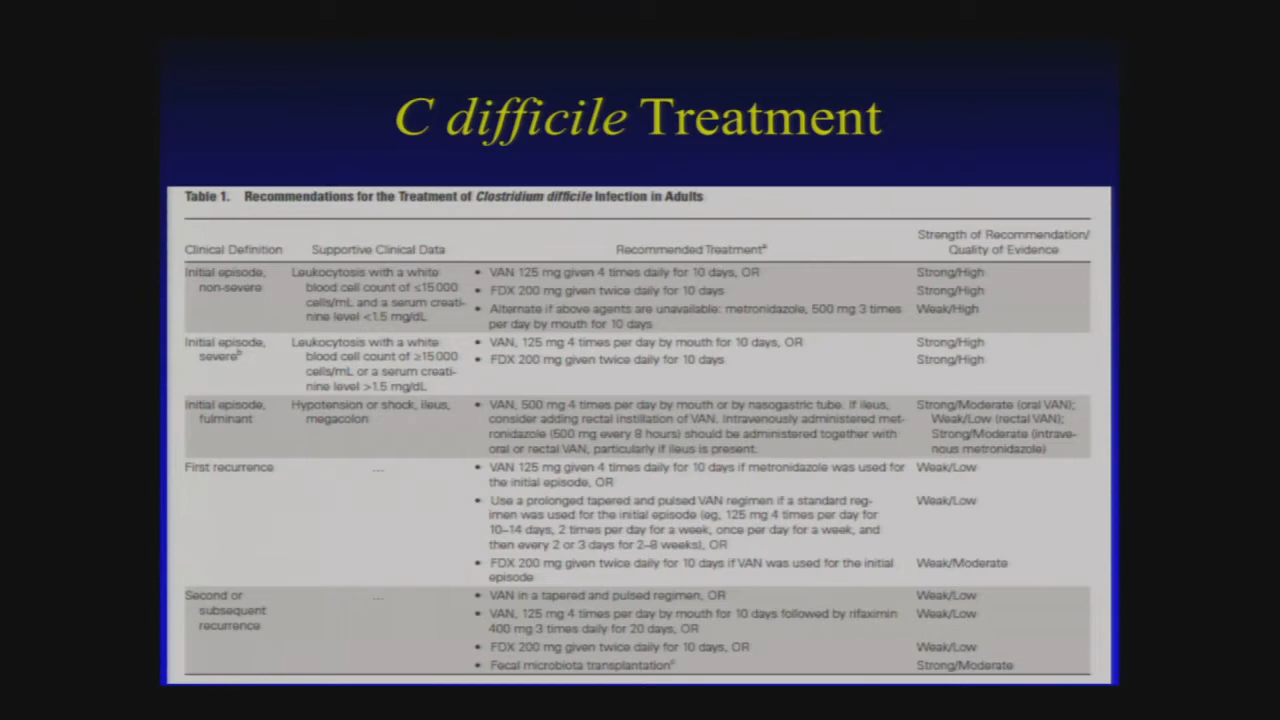 C difficile Treatment
Table 1. Recommendations for the Treatment of Clostridium difficile Infection in Adults
Clinical Definition
Supportive Clinical Data
Recommended Treatmentᵃ
Strength of Recommendation/
Quality of Evidence
Initial episode,
non-severe
Leukocytosis with a white
blood cell count of ≤15 000
cells/mL and a serum creati-
nine level <1.5 mg/dL
• VAN 125 mg given 4 times daily for 10 days, OR
Strong/High
• FDX 200 mg given twice daily for 10 days
Strong/High
• Alternate if above agents are unavailable: metronidazole, 500 mg 3 times
per day by mouth for 10 days
Weak/High
Initial episode,
severeᵇ
Leukocytosis with a white
blood cell count of ≥15 000
cells/mL or a serum creati-
nine level >1.5 mg/dL
• VAN, 125 mg 4 times per day by mouth for 10 days, OR
Strong/High
• FDX 200 mg given twice daily for 10 days
Strong/High
Initial episode,
fulminant
Hypotension or shock, ileus,
megacolon
• VAN, 500 mg 4 times per day by mouth or by nasogastric tube. If ileus,
consider adding rectal instillation of VAN. Intravenously administered met-
ronidazole (500 mg every 8 hours) should be administered together with
oral or rectal VAN, particularly if ileus is present.
Strong/Moderate (oral VAN);
Weak/Low (rectal VAN);
Strong/Moderate (intrave-
nous metronidazole)
First recurrence
...
• VAN 125 mg given 4 times daily for 10 days if metronidazole was used for
the initial episode, OR
Weak/Low
• Use a prolonged tapered and pulsed VAN regimen if a standard reg-
imen was used for the initial episode (eg, 125 mg 4 times per day for
10–14 days, 2 times per day for a week, once per day for a week, and
then every 2 or 3 days for 2–8 weeks), OR
Weak/Low
• FDX 200 mg given twice daily for 10 days if VAN was used for the initial
episode
Weak/Moderate
Second or
subsequent
recurrence
...
• VAN in a tapered and pulsed regimen, OR
Weak/Low
• VAN, 125 mg 4 times per day by mouth for 10 days followed by rifaximin
400 mg 3 times daily for 20 days, OR
Weak/Low
• FDX 200 mg given twice daily for 10 days, OR
Weak/Low
• Fecal microbiota transplantationᶜ
Strong/Moderate